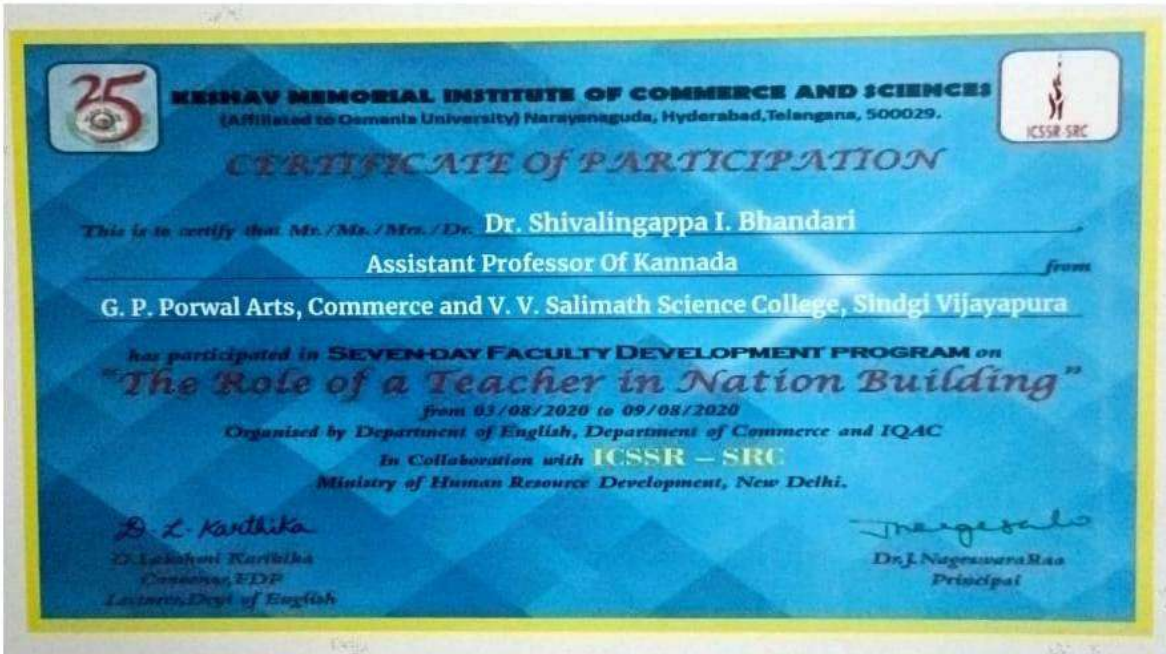 25
KESHAV MEMORIAL INSTITUTE OF COMMERCE AND SCIENCES
ICSSR-SRC
(Affiliated to Osmania University) Narayanaguda, Hyderabad,Telangana, 500029.
CERTIFICATE Of PARTICIPATION
This is to certify that Mr./Ms./Mrs./Dr. Dr. Shivalingappa I. Bhandari
Assistant Professor Of Kannada from
G. P. Porwal Arts, Commerce and V. V. Salimath Science College, Sindgi Vijayapura
has participated in SEVEN-DAY FACULTY DEVELOPMENT PROGRAM on
"The Role of a Teacher in Nation Building"
from 03/08/2020 to 09/08/2020
Organised by Department of English, Department of Commerce and IQAC
In Collaboration with ICSSR – SRC
Ministry of Human Resource Development, New Delhi.
D. L. Karthika
D.Lakshmi Karthika
Convenor,FDP
Lecturer,Dept of English
Dr.J.NageswaraRao
Principal